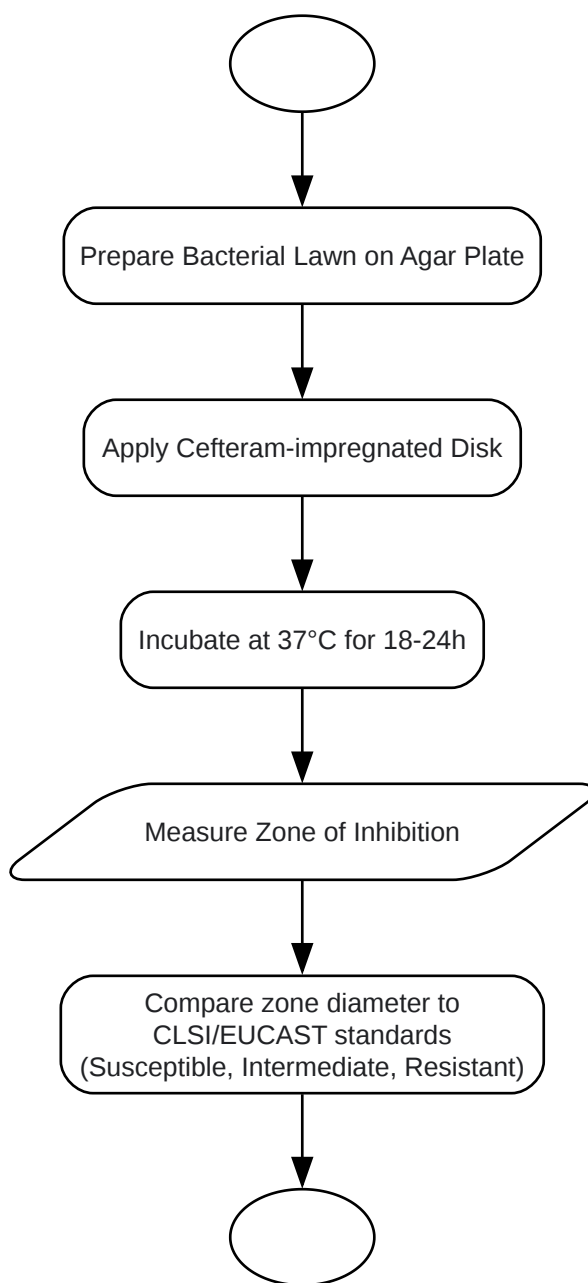 Prepare Bacterial Lawn on Agar Plate
Apply Cefteram-impregnated Disk
Incubate at 37°C for 18-24h
Measure Zone of Inhibition
Compare zone diameter to
CLSI/EUCAST standards
(Susceptible, Intermediate, Resistant)